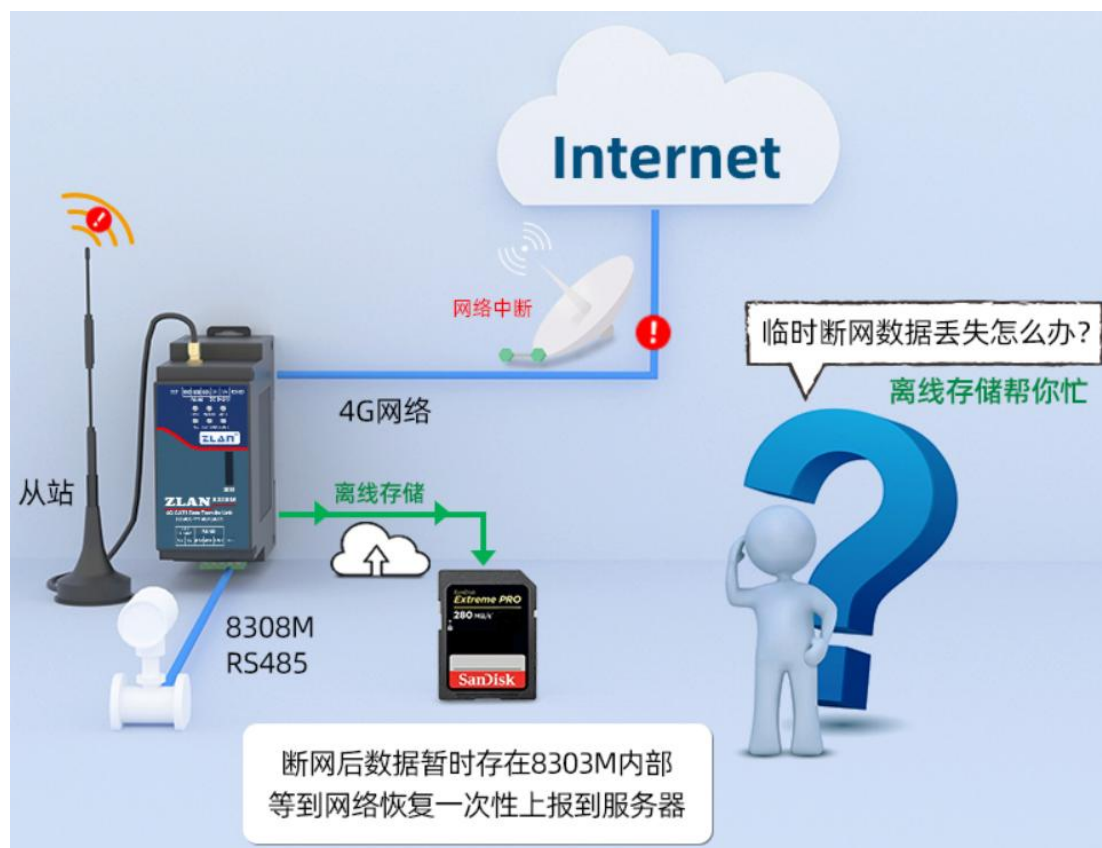 Internet
网络中断
临时断网数据丢失怎么办?
离线存储帮你忙
4G网络
从站
ZLAN
ZLAN
离线存储
8308M
RS485
SanDisk
Extreme PRO
280 MB/s
SanDisk
断网后数据暂时存在8303M内部
等到网络恢复一次性上报到服务器